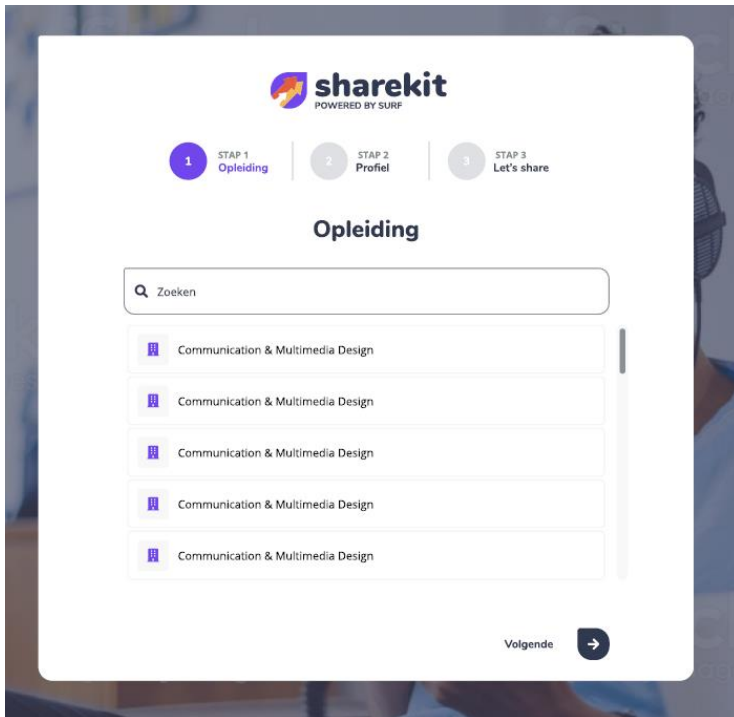 sharekit
POWERED BY SURF
1
STAP 1
Opleiding
2
STAP 2
Profiel
3
STAP 3
Let's share
Opleiding
Zoeken
Communication & Multimedia Design
Communication & Multimedia Design
Communication & Multimedia Design
Communication & Multimedia Design
Communication & Multimedia Design
Volgende